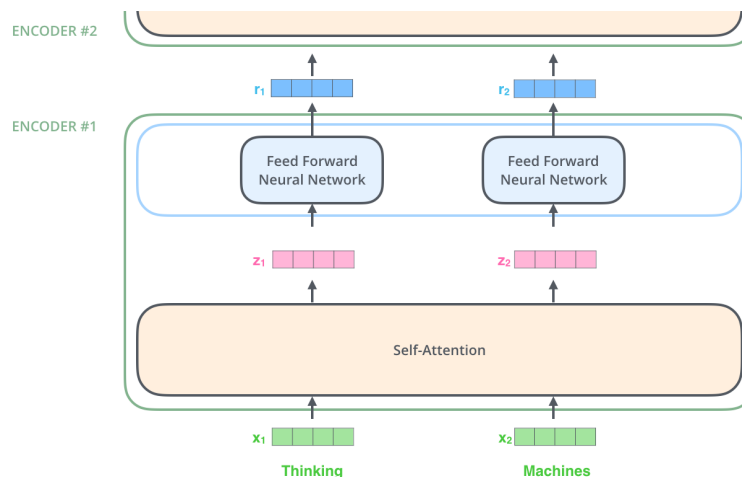 ENCODER #2
r1
r2
ENCODER #1
Feed Forward
Neural Network
Feed Forward
Neural Network
z1
z2
Self-Attention
x1
x2
Thinking
Machines